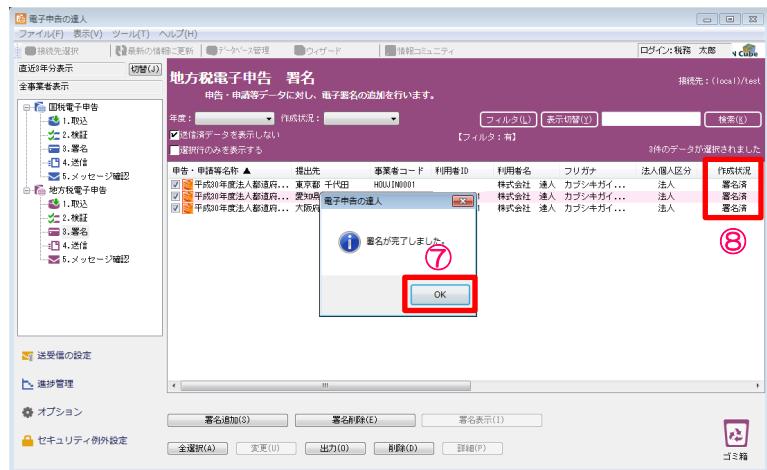 電子申告の達人
ファイル(F) 表示(V) ツール(T) ヘルプ(H)
接続先選択 最新の情報に更新 データベース管理 ウィザード 情報コミュニティ ログイン:税務 太郎
直近3年分表示 切替(J)
全事業者表示
国税電子申告
1.取込
2.検証
3.署名
4.送信
5.メッセージ確認
地方税電子申告
1.取込
2.検証
3.署名
4.送信
5.メッセージ確認
送受信の設定
進捗管理
オプション
セキュリティ例外設定
地方税電子申告 署名
接続先:(local)/test
申告・申請等データに対し、電子署名の追加を行います。
年度: 作成状況: フィルタ(L) 表示切替(Y) 検索(K)
送信済データを表示しない 【フィルタ:有】
選択行のみを表示する 3件のデータが選択されました
申告・申請等名称 ▲ 提出先 事業者コード 利用者ID 利用者名 フリガナ 法人個人区分 作成状況
平成30年度法人都道府... 東京都 千代田 HOUJIN0001 株式会社 達人 カブシキガイ... 法人 署名済
平成30年度法人都道府... 愛知県 1 株式会社 達人 カブシキガイ... 法人 署名済
平成30年度法人都道府... 大阪府 1 株式会社 達人 カブシキガイ... 法人 署名済
電子申告の達人
署名が完了しました。
⑦
OK
⑧
署名追加(S) 署名削除(E) 署名表示(I)
全選択(A) 変更(U) 出力(O) 削除(D) 詳細(P)
ゴミ箱